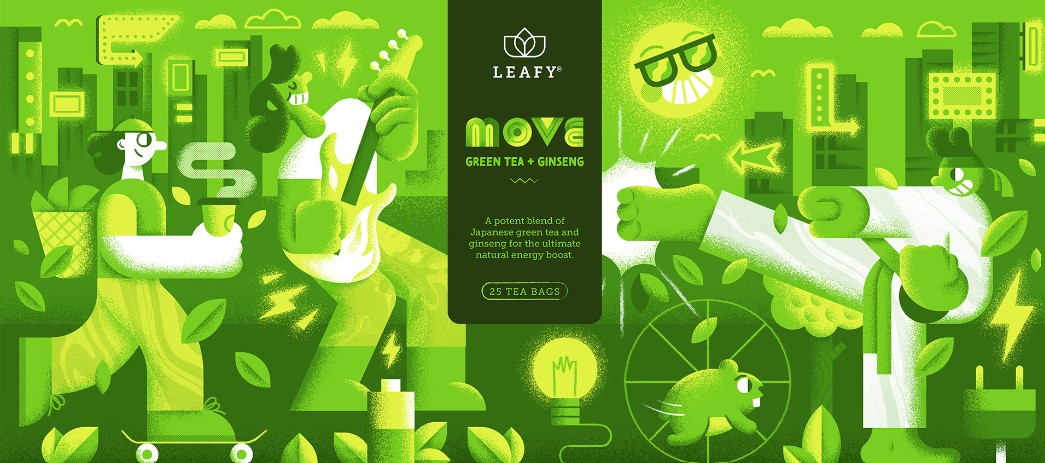 LEAFY®
MOVE
GREEN TEA + GINSENG
A potent blend of
Japanese green tea and
ginseng for the ultimate
natural energy boost.
25 TEA BAGS